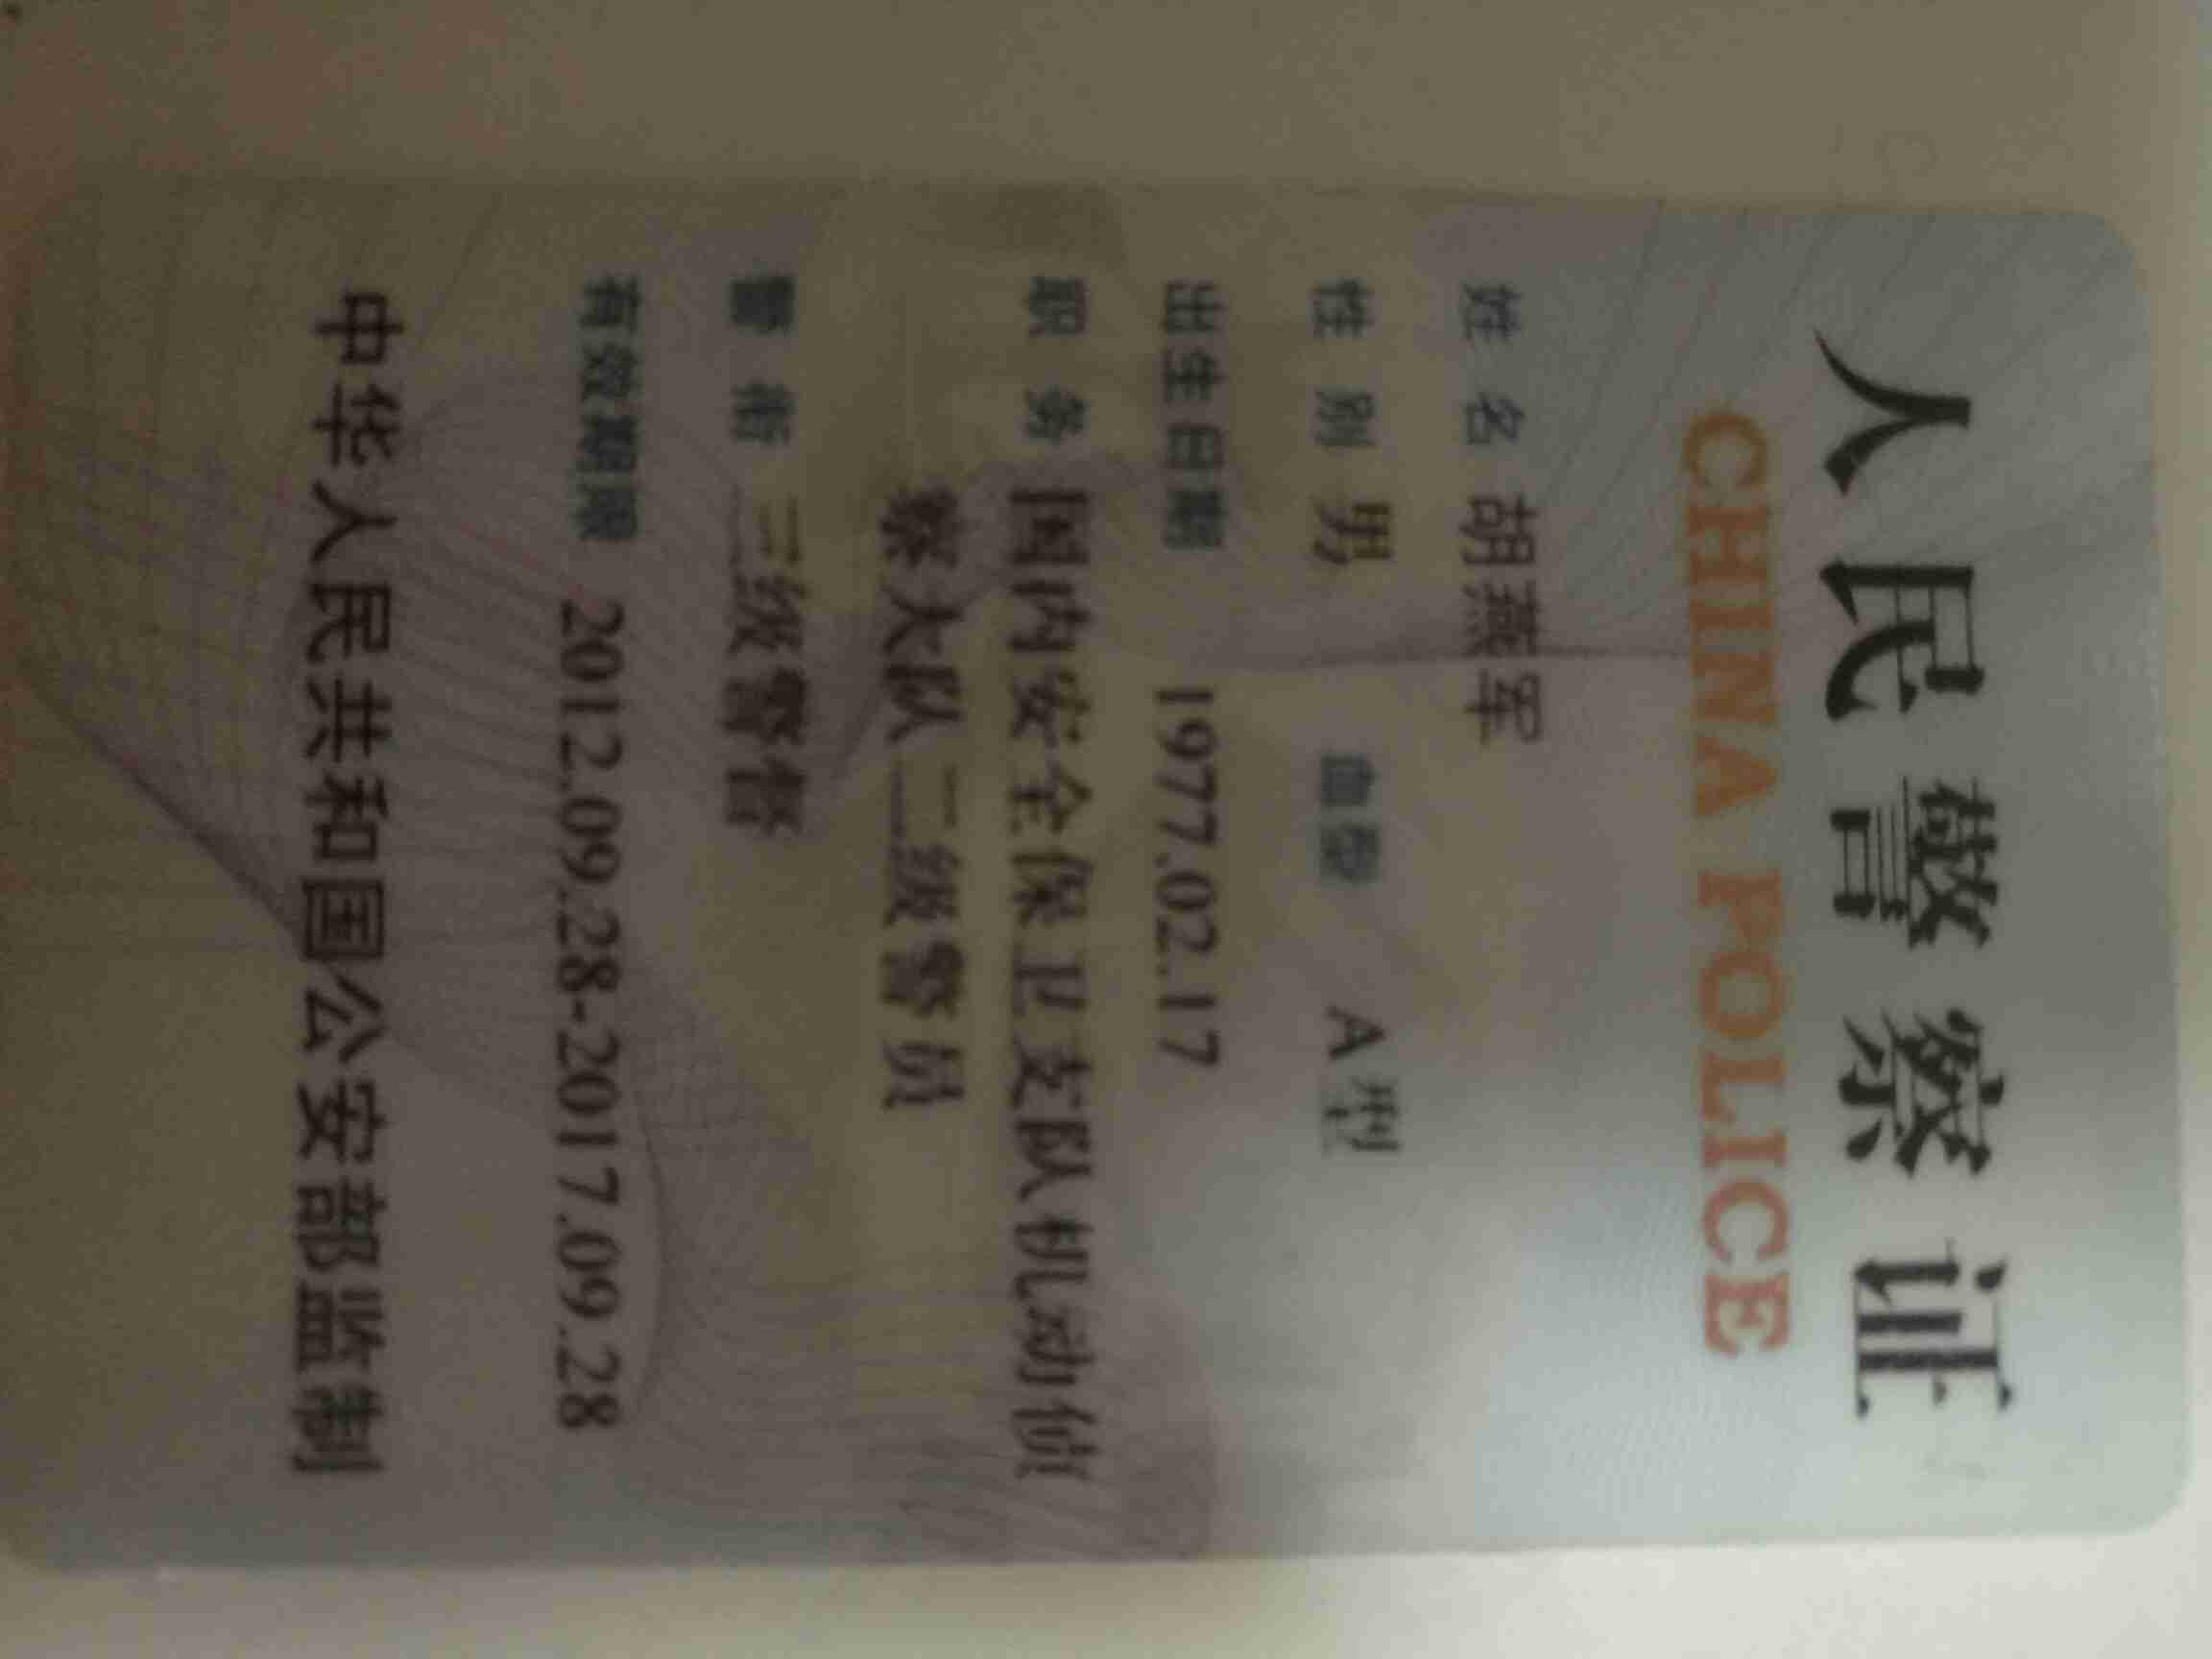 人民警察证
CHINA POLICE
姓 名 胡燕军
性 别 男 血型 A型
出生日期 1977.02.17
职 务 国内安全保卫支队机动侦
察大队二级警员
警 衔 三级警督
有效期限 2012.09.28-2017.09.28
中华人民共和国公安部监制